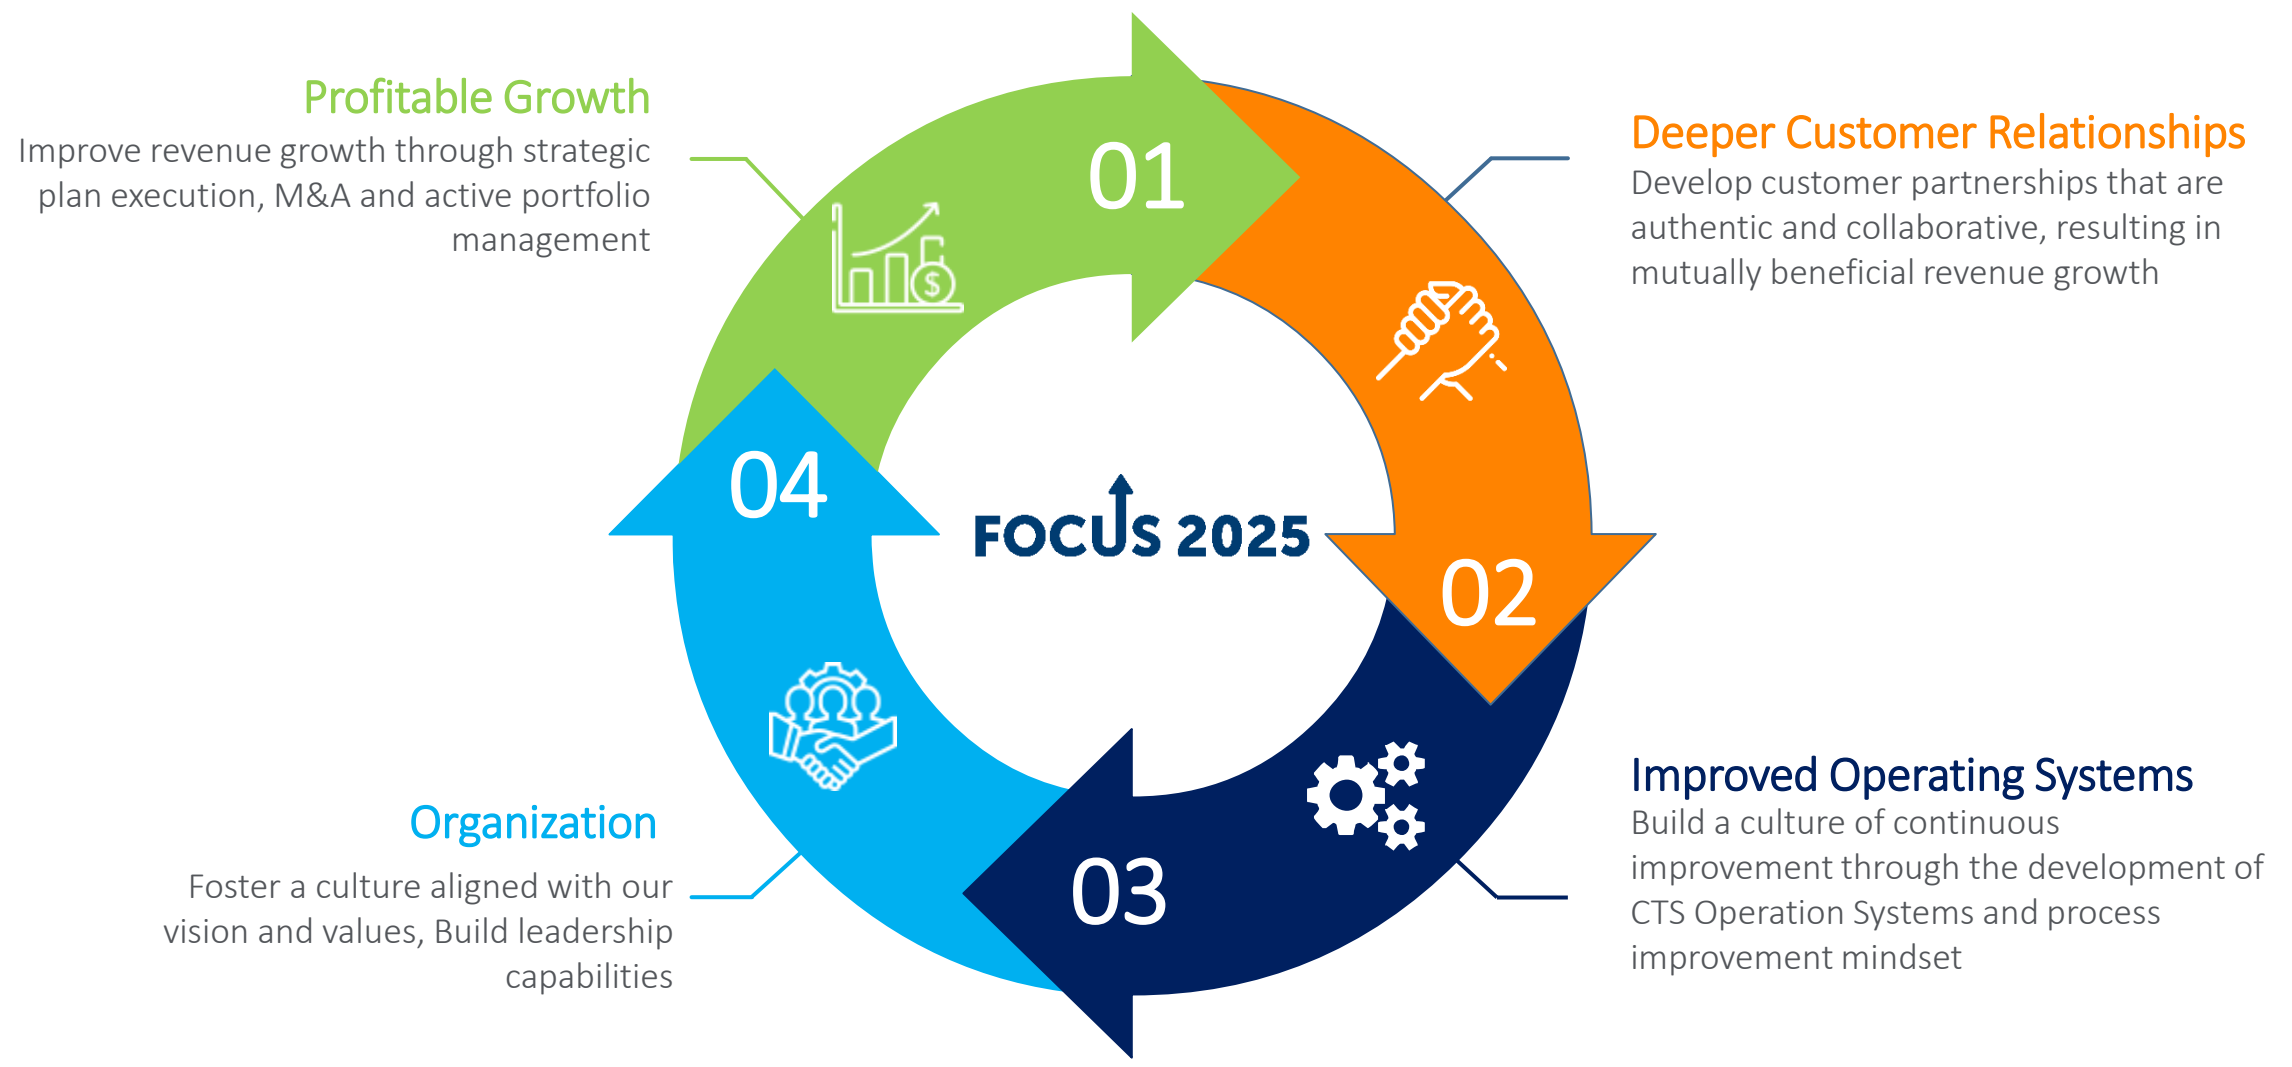 Profitable Growth
Improve revenue growth through strategic
plan execution, M&A and active portfolio
management
01
$
Deeper Customer Relationships
Develop customer partnerships that are
authentic and collaborative, resulting in
mutually beneficial revenue growth
02
FOCUS 2025
Improved Operating Systems
Build a culture of continuous
improvement through the development of
CTS Operation Systems and process
improvement mindset
03
Organization
Foster a culture aligned with our
vision and values, Build leadership
capabilities
04